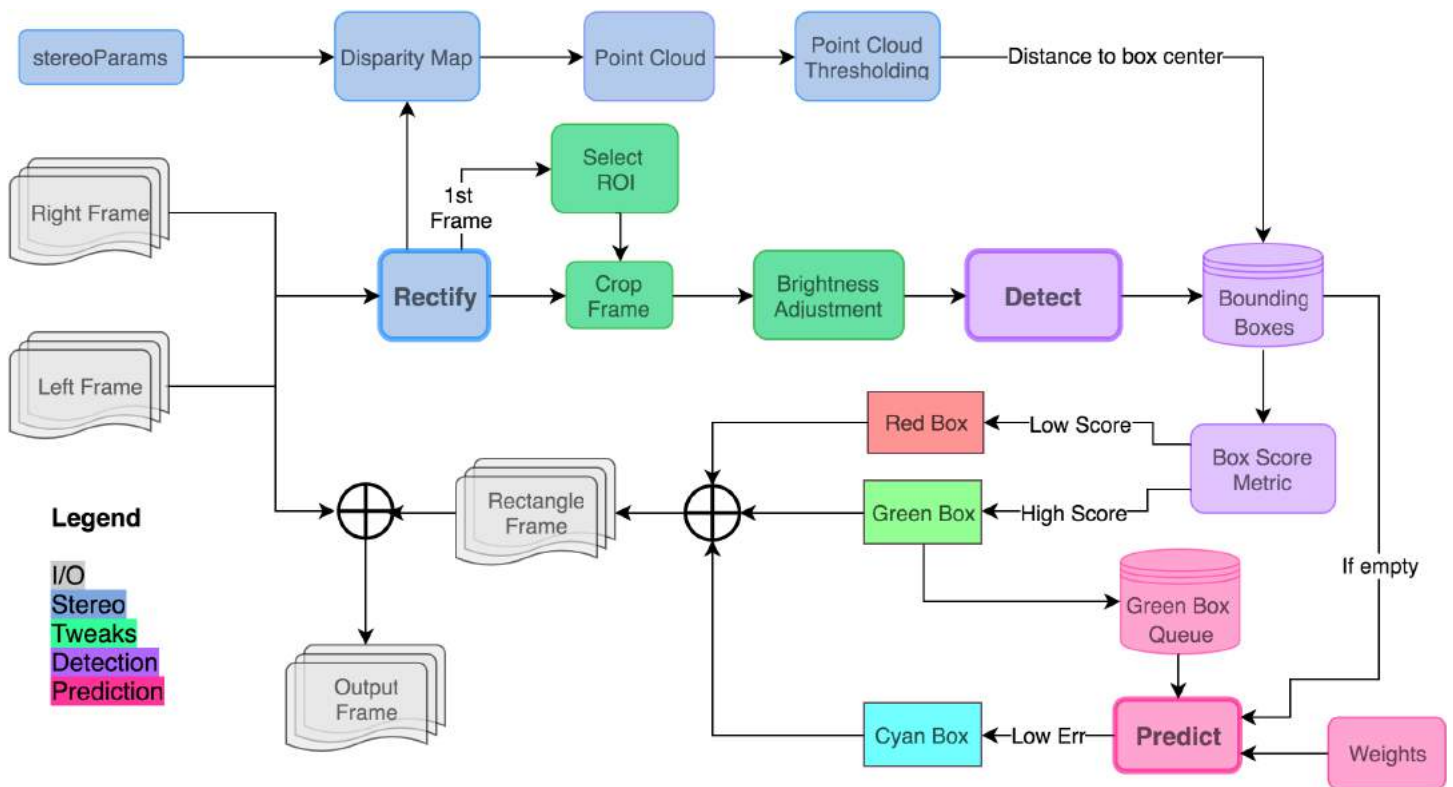 stereoParams
Disparity Map
Point Cloud
Point Cloud
Thresholding
Distance to box center
Right Frame
1st
Frame
Select
ROI
Rectify
Crop
Frame
Brightness
Adjustment
Detect
Bounding
Boxes
Left Frame
Red Box
Low Score
Box Score
Metric
Rectangle
Frame
Green Box
High Score
If empty
Green Box
Queue
Legend
I/O
Stereo
Tweaks
Detection
Prediction
Output
Frame
Cyan Box
Low Err
Predict
Weights